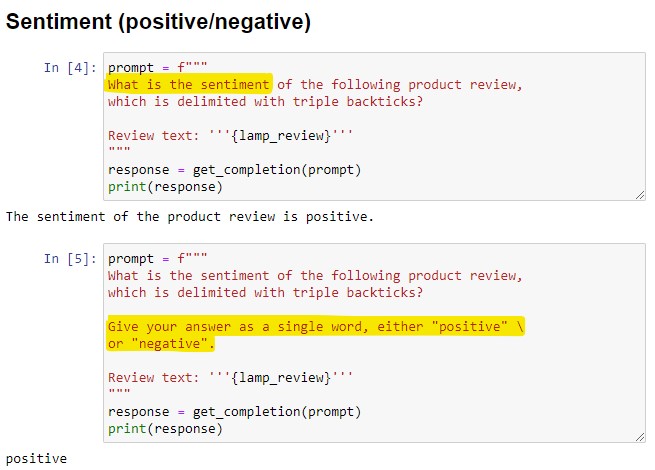 Sentiment (positive/negative)
In [4]: prompt = f"""
What is the sentiment of the following product review,
which is delimited with triple backticks?
Review text: '''{lamp_review}'''
"""
response = get_completion(prompt)
print(response)
The sentiment of the product review is positive.
In [5]: prompt = f"""
What is the sentiment of the following product review,
which is delimited with triple backticks?
Give your answer as a single word, either "positive" \
or "negative".
Review text: '''{lamp_review}'''
"""
response = get_completion(prompt)
print(response)
positive